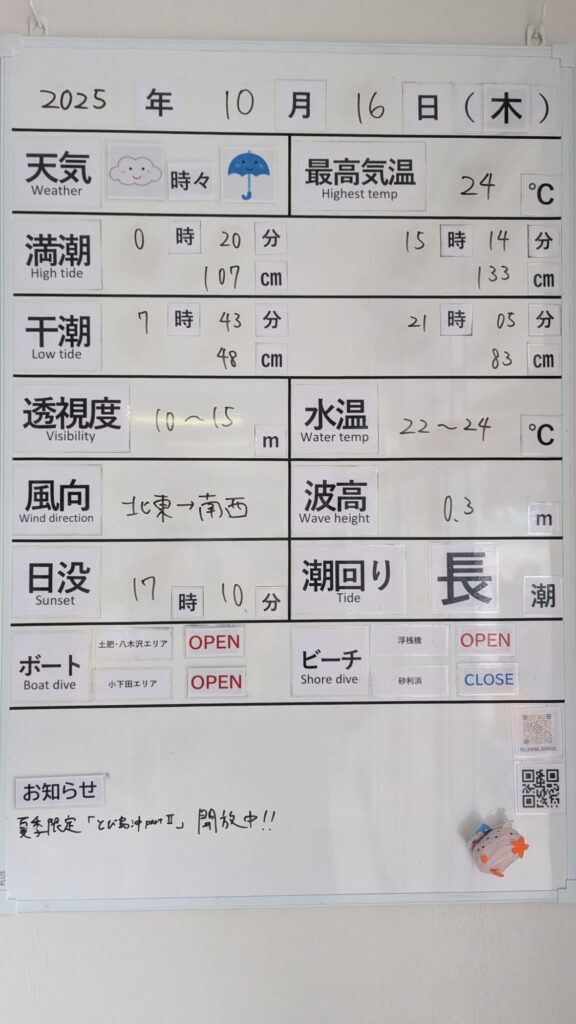 2025 年 10 月 16 日 (木)
天気 時々
Weather
最高気温 24 ℃
Highest temp
満潮 0 時 20 分 15 時 14 分
High tide 107 cm 133 cm
干潮 7 時 43 分 21 時 05 分
Low tide 48 cm 83 cm
透視度 10〜15 m
Visibility
水温 22〜24 ℃
Water temp
風向 北東→南西
Wind direction
波高 0.3 m
Wave height
日没 17 時 10 分
Sunset
潮回り 長 潮
Tide
ボート
Boat dive
土肥・八木沢エリア OPEN
小下田エリア OPEN
ビーチ
Shore dive
浮桟橋 OPEN
砂利浜 CLOSE
お知らせ
夏季限定「とび島沖partⅡ」開放中!!
PLUS